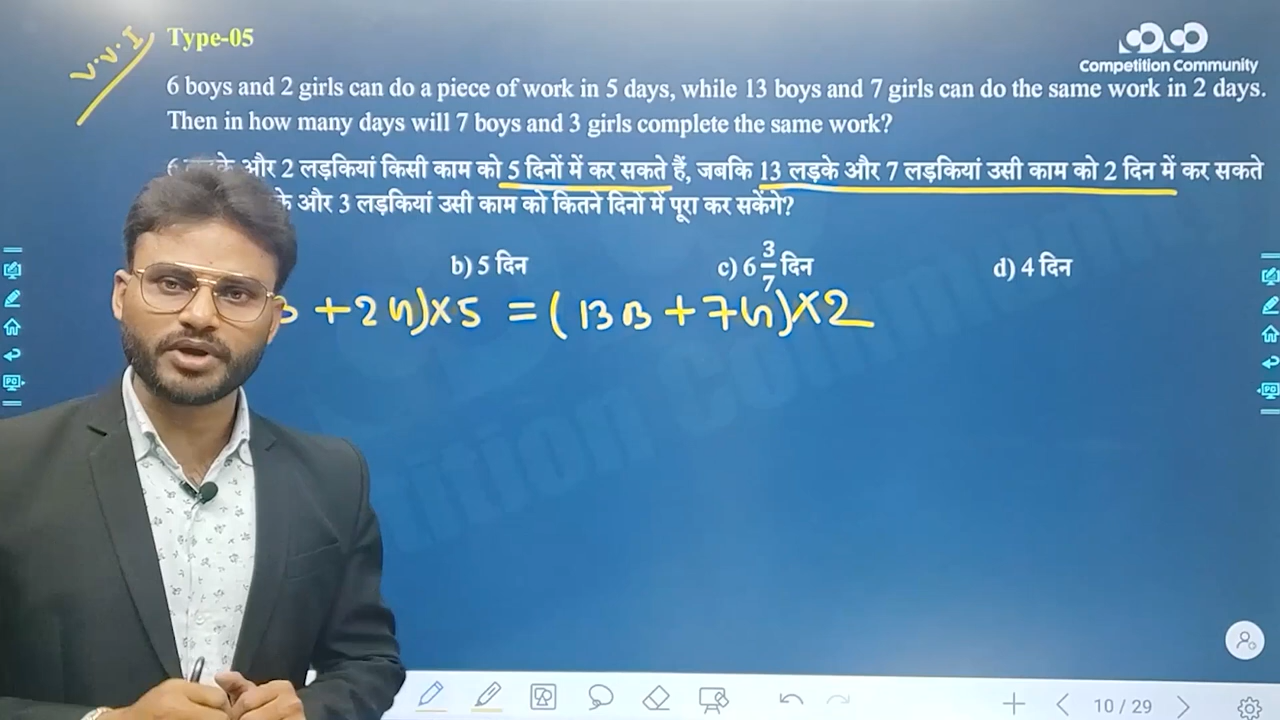 V.V.I
Type-05
Competition Community
6 boys and 2 girls can do a piece of work in 5 days, while 13 boys and 7 girls can do the same work in 2 days.
Then in how many days will 7 boys and 3 girls complete the same work?
6 और 2 लड़कियां किसी काम को 5 दिनों में कर सकते हैं, जबकि 13 लड़के और 7 लड़कियां उसी काम को 2 दिन में कर सकते
और 3 लड़कियां उसी काम को कितने दिनों में पूरा कर सकेंगे?
b) 5 दिन c) 6 3/7 दिन d) 4 दिन
+ 2G) × 5 = (13B + 7G) × 2
10 / 29